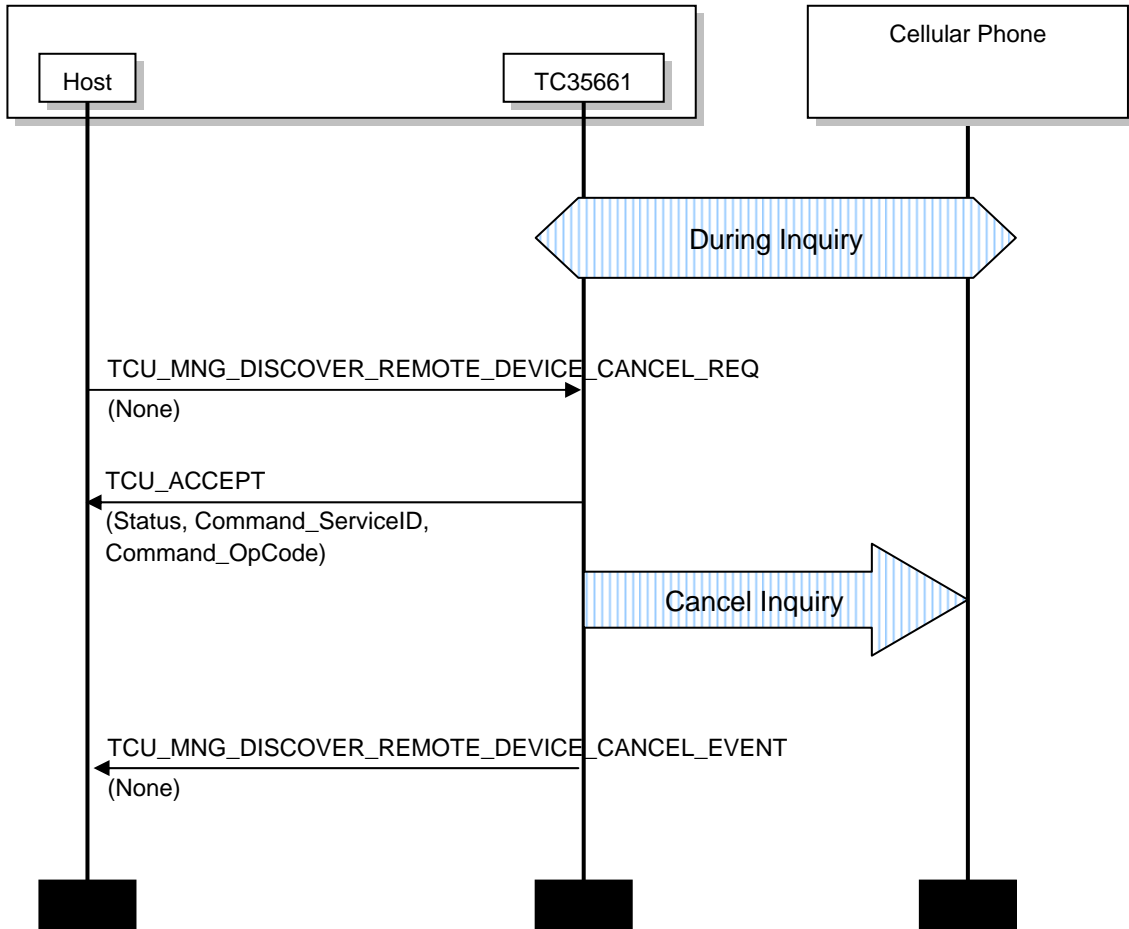 Cellular Phone
Host
TC35661
During Inquiry
TCU_MNG_DISCOVER_REMOTE_DEVICE_CANCEL_REQ
(None)
TCU_ACCEPT
(Status, Command_ServiceID,
Command_OpCode)
Cancel Inquiry
TCU_MNG_DISCOVER_REMOTE_DEVICE_CANCEL_EVENT
(None)